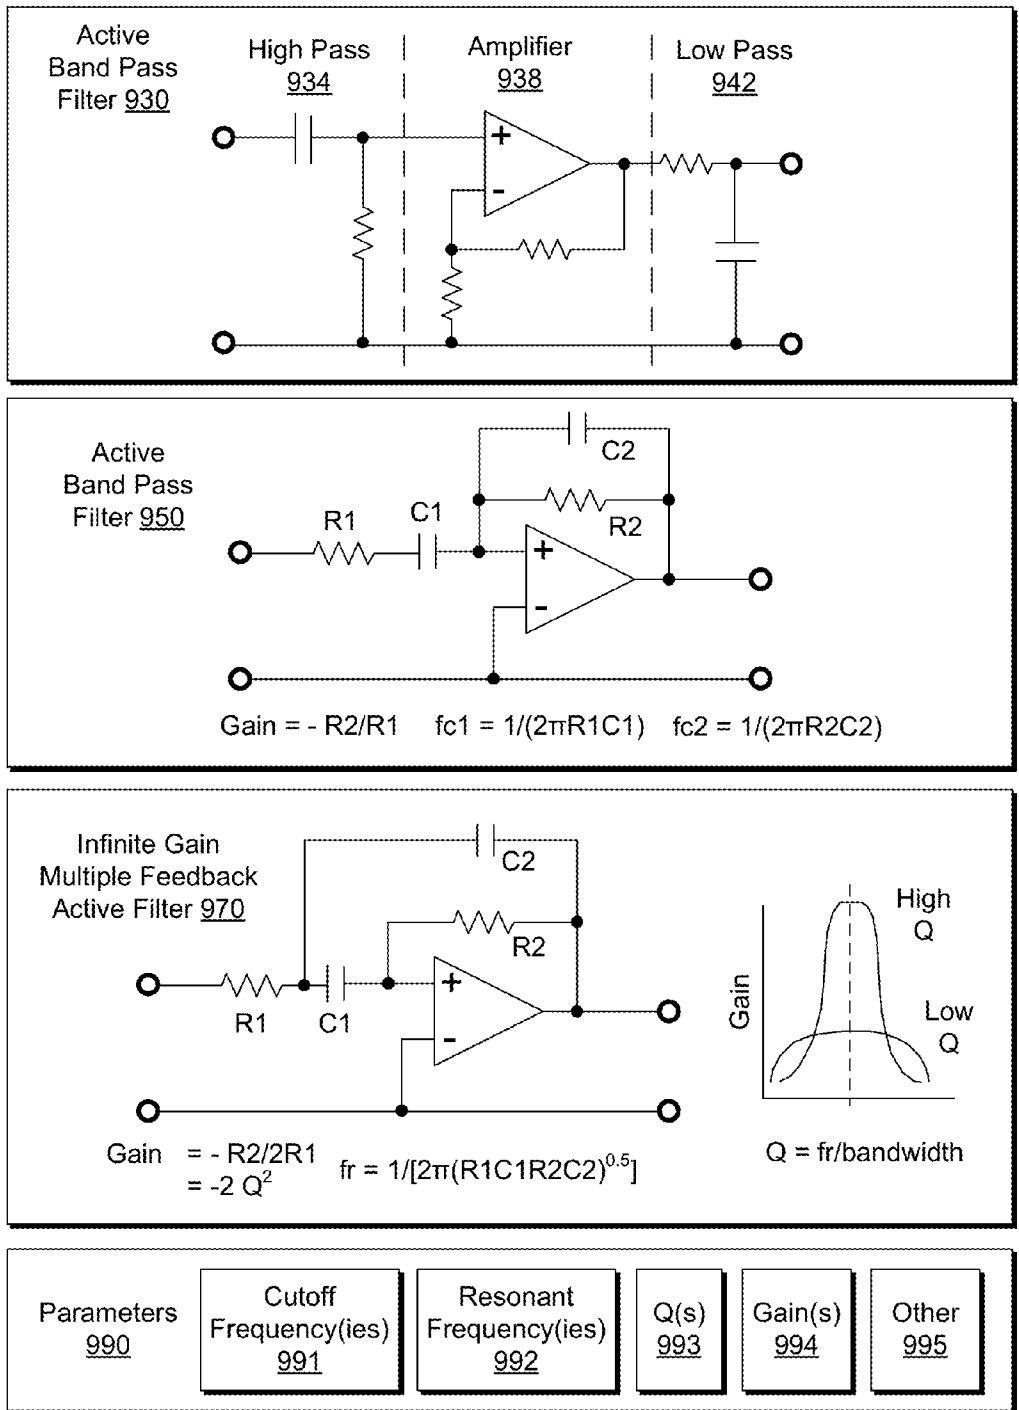 Active
Band Pass
Filter 930
High Pass
934
Amplifier
938
Low Pass
942
+
-
Active
Band Pass
Filter 950
R1
C1
C2
R2
+
-
Gain = - R2/R1 fc1 = 1/(2πR1C1) fc2 = 1/(2πR2C2)
Infinite Gain
Multiple Feedback
Active Filter 970
C2
R2
R1
C1
+
-
Gain = - R2/2R1
= -2 Q²
fr = 1/[2π(R1C1R2C2)^0.5]
Gain
High
Q
Low
Q
Q = fr/bandwidth
Parameters
990
Cutoff
Frequency(ies)
991
Resonant
Frequency(ies)
992
Q(s)
993
Gain(s)
994
Other
995